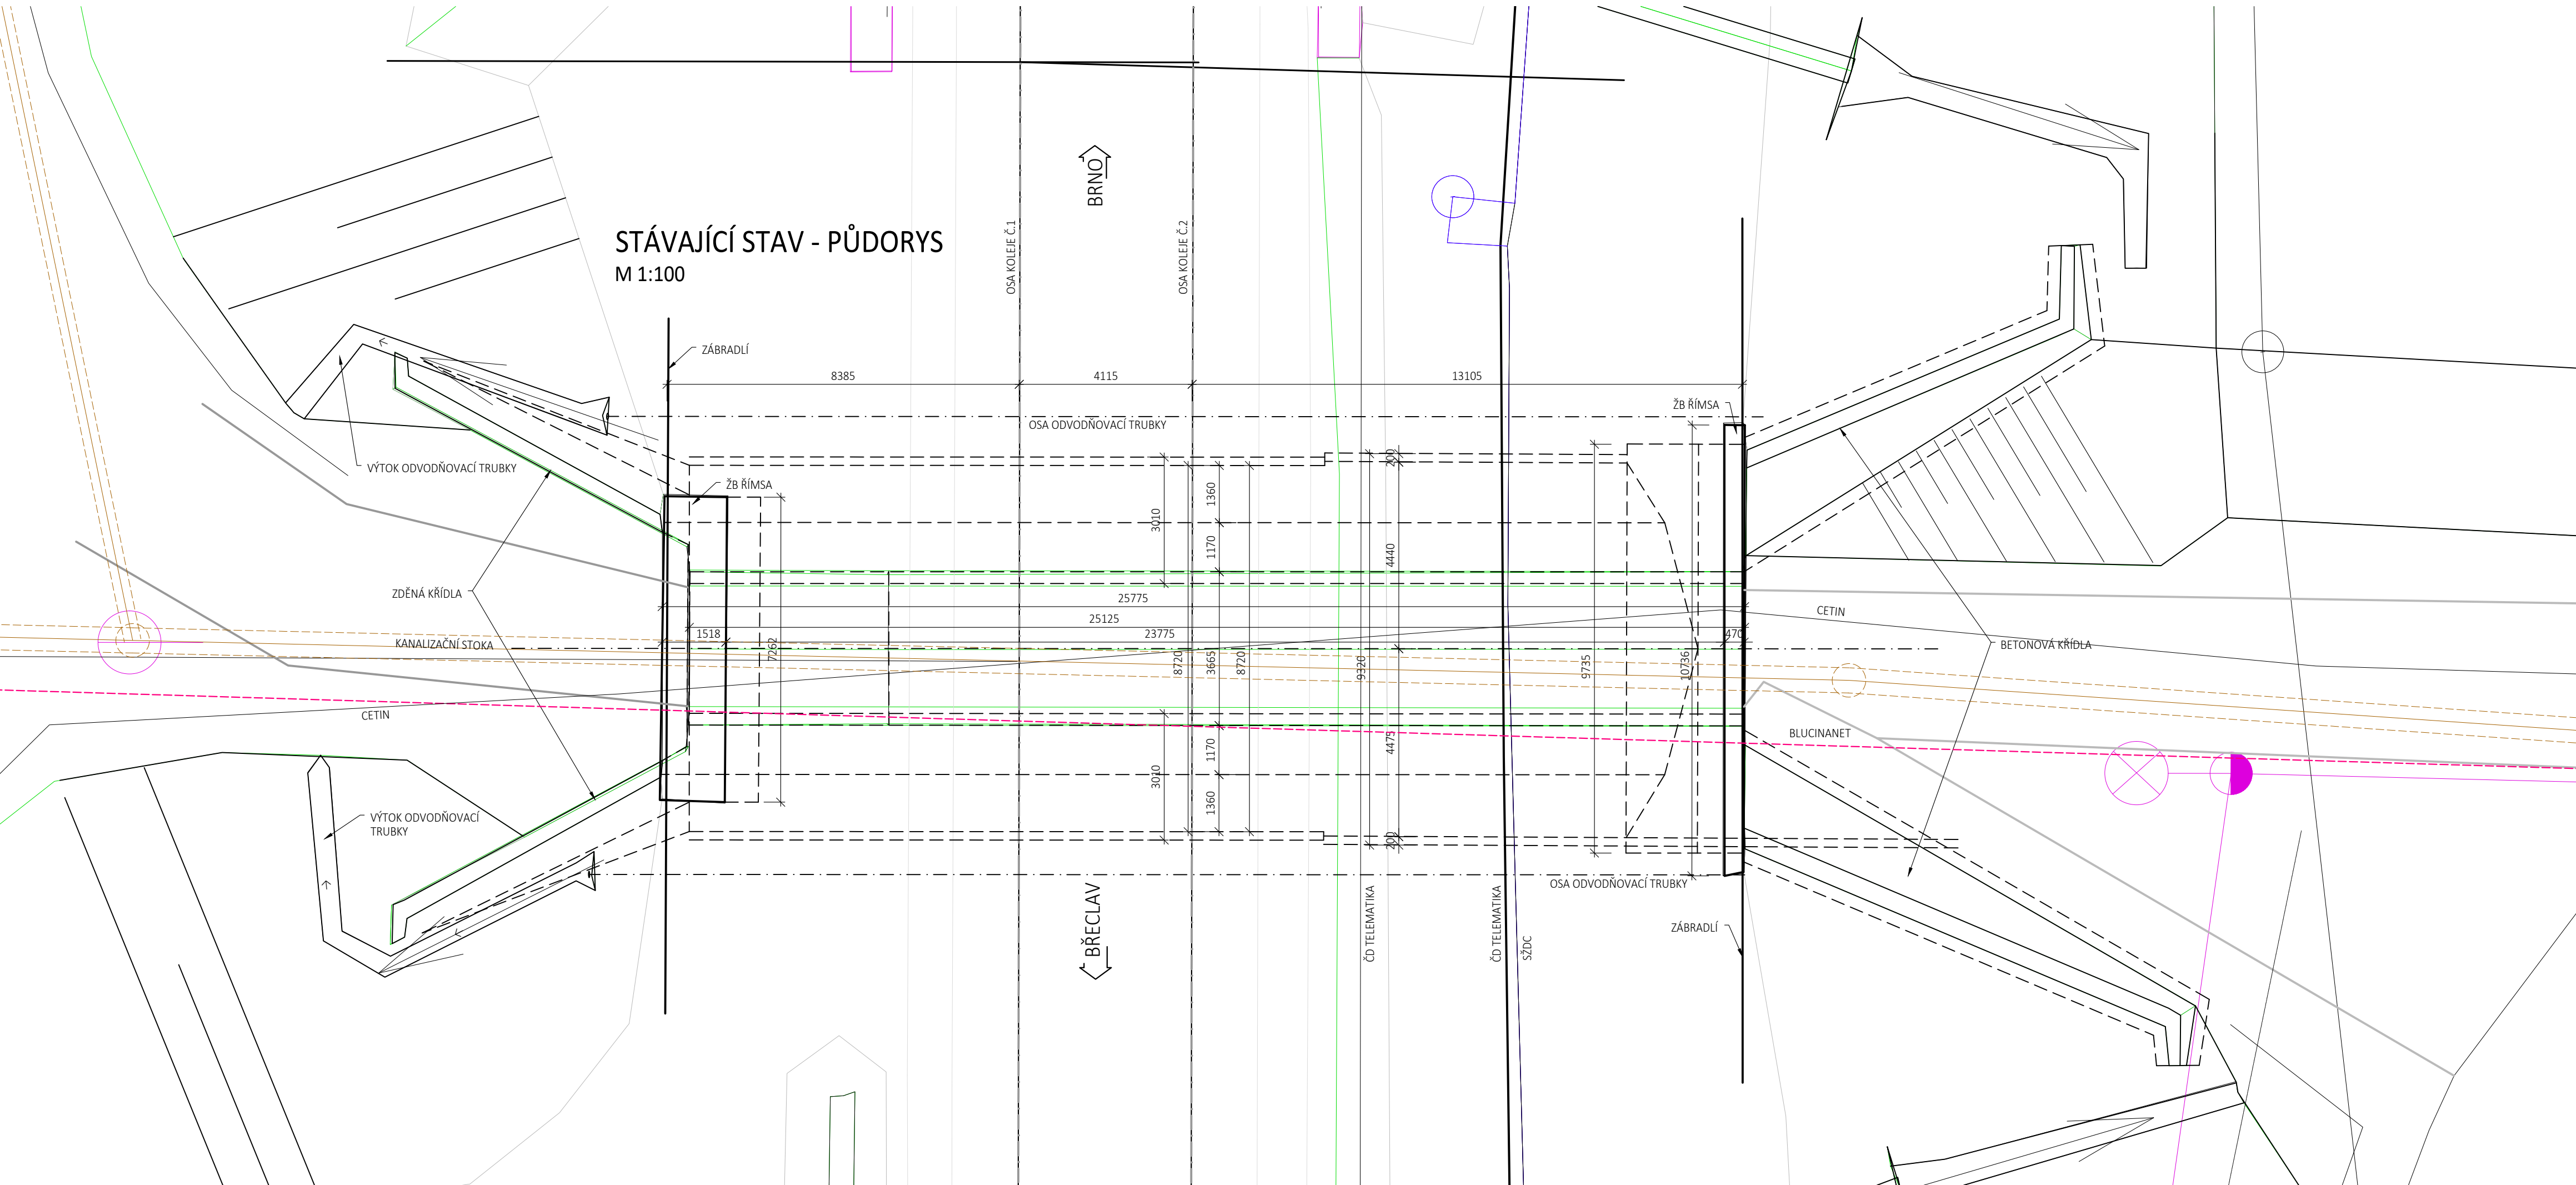 BRNO
STÁVAJÍCÍ STAV - PŮDORYS
M 1:100
OSA KOLEJE Č.1
OSA KOLEJE Č.2
ZÁBRADLÍ
8385
4115
13105
ŽB ŘÍMSA
OSA ODVODŇOVACÍ TRUBKY
VÝTOK ODVODŇOVACÍ TRUBKY
ŽB ŘÍMSA
200
1360
3010
1170
4440
ZDĚNÁ KŘÍDLA
25775
CETIN
25125
1518
23775
470
KANALIZAČNÍ STOKA
BETONOVÁ KŘÍDLA
7262
8720
3665
8720
9320
9735
10736
CETIN
BLUCINANET
1170
4475
3010
1360
200
VÝTOK ODVODŇOVACÍ
TRUBKY
OSA ODVODŇOVACÍ TRUBKY
BŘECLAV
ČD TELEMATIKA
ČD TELEMATIKA
SŽDC
ZÁBRADLÍ